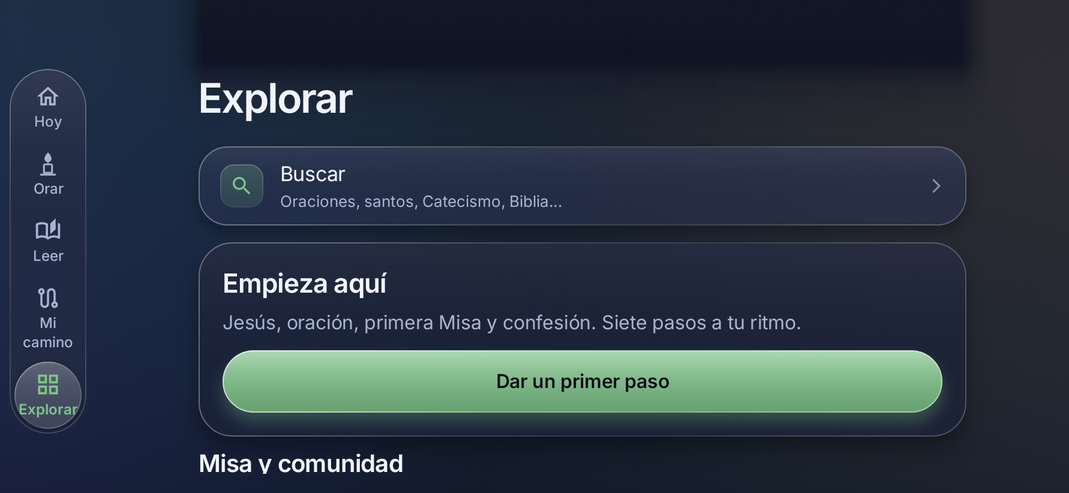 Hoy
Orar
Leer
Mi
camino
Explorar
Explorar
Buscar
Oraciones, santos, Catecismo, Biblia...
Empieza aquí
Jesús, oración, primera Misa y confesión. Siete pasos a tu ritmo.
Dar un primer paso
Misa y comunidad